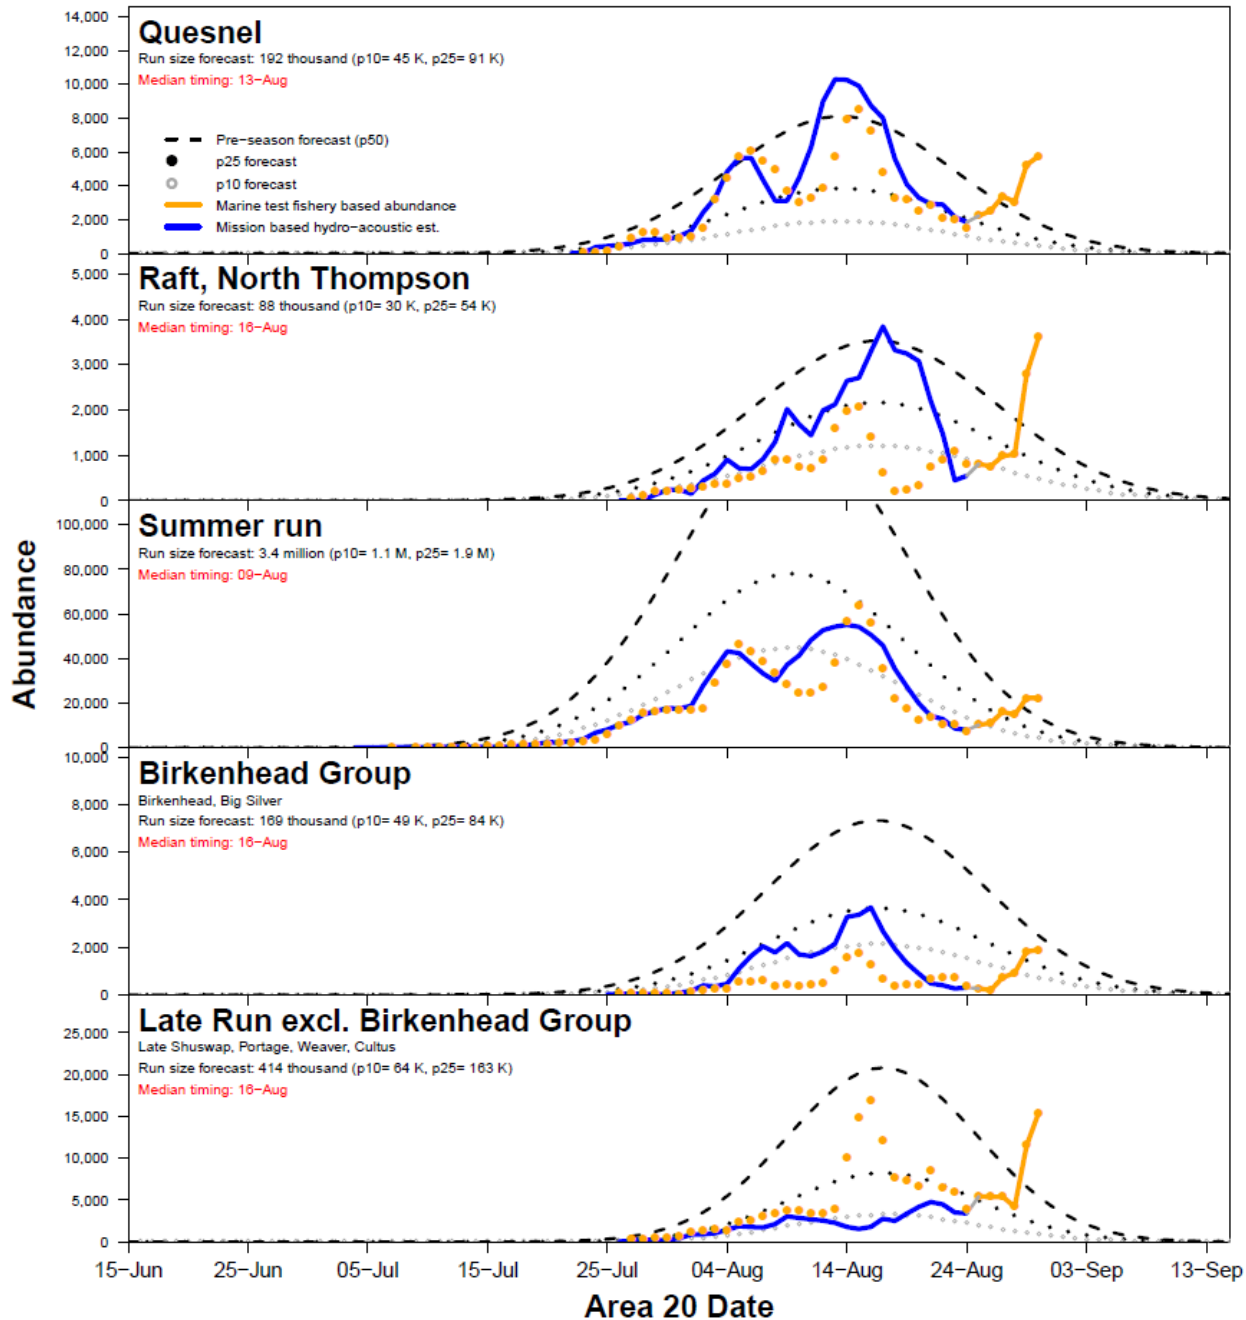 14,000
12,000
10,000
8,000
6,000
4,000
2,000
0
Quesnel
Run size forecast: 192 thousand (p10= 45 K, p25= 91 K)
Median timing: 13-Aug
Pre-season forecast (p50)
p25 forecast
p10 forecast
Marine test fishery based abundance
Mission based hydro-acoustic est.
5,000
4,000
3,000
2,000
1,000
0
Raft, North Thompson
Run size forecast: 88 thousand (p10= 30 K, p25= 54 K)
Median timing: 16-Aug
100,000
80,000
60,000
40,000
20,000
0
Summer run
Run size forecast: 3.4 million (p10= 1.1 M, p25= 1.9 M)
Median timing: 09-Aug
Abundance
10,000
8,000
6,000
4,000
2,000
0
Birkenhead Group
Birkenhead, Big Silver
Run size forecast: 169 thousand (p10= 49 K, p25= 84 K)
Median timing: 16-Aug
25,000
20,000
15,000
10,000
5,000
0
Late Run excl. Birkenhead Group
Late Shuswap, Portage, Weaver, Cultus
Run size forecast: 414 thousand (p10= 64 K, p25= 163 K)
Median timing: 16-Aug
15-Jun 25-Jun 05-Jul 15-Jul 25-Jul 04-Aug 14-Aug 24-Aug 03-Sep 13-Sep
Area 20 Date